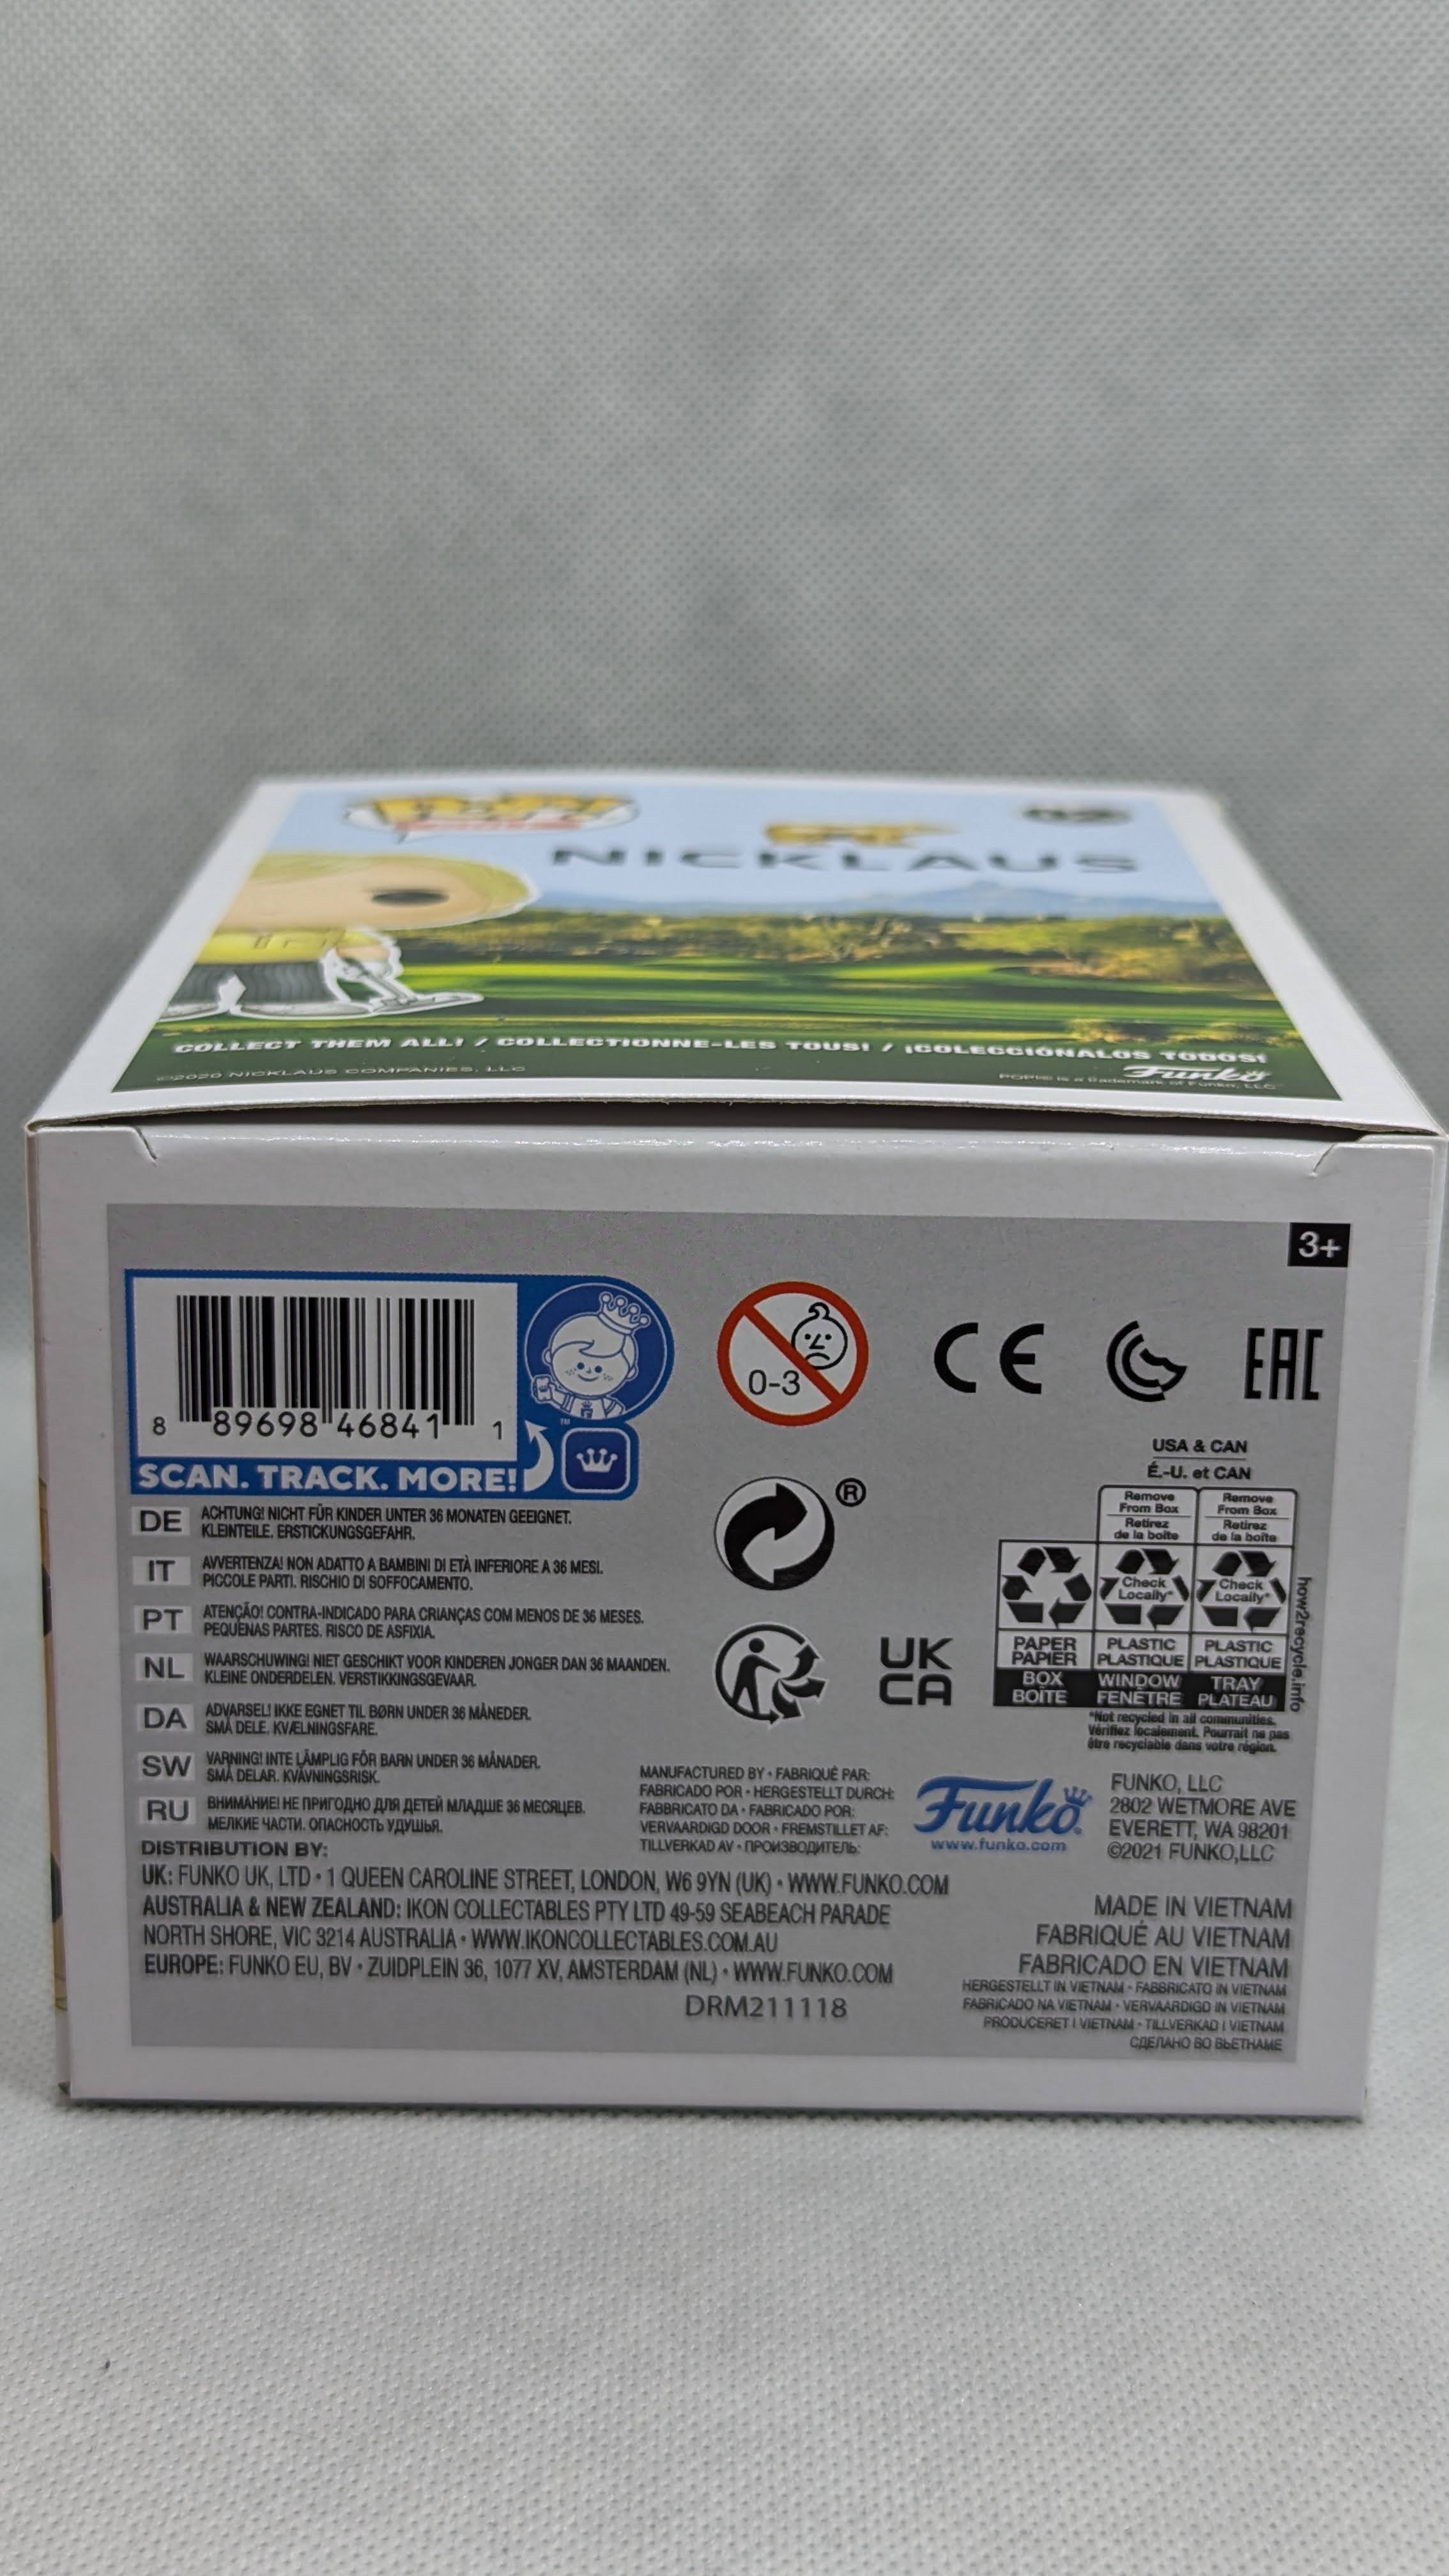 POP!
02
NICKLAUS
COLLECT THEM ALL! / COLLECTIONNE-LES TOUS! / ¡COLECCIÓNALOS TODOS!
©2020 NICKLAUS COMPANIES, LLC
Funko
POP!® is a trademark of Funko, LLC
3+
8 89698 46841 1
SCAN. TRACK. MORE!
TM
0-3
CE
EAC
USA & CAN
É.-U. et CAN
®
Remove From Box
Retirez de la boîte
Remove From Box
Retirez de la boîte
Check Locally*
Check Locally*
PAPER
PAPIER
BOX
BOÎTE
PLASTIC
PLASTIQUE
WINDOW
FENÊTRE
PLASTIC
PLASTIQUE
TRAY
PLATEAU
how2recycle.info
*Not recycled in all communities.
Vérifiez localement. Pourrait ne pas
être recyclable dans votre région.
UK
CA
DE ACHTUNG! NICHT FÜR KINDER UNTER 36 MONATEN GEEIGNET.
KLEINTEILE. ERSTICKUNGSGEFAHR.
IT AVVERTENZA! NON ADATTO A BAMBINI DI ETÀ INFERIORE A 36 MESI.
PICCOLE PARTI. RISCHIO DI SOFFOCAMENTO.
PT ATENÇÃO! CONTRA-INDICADO PARA CRIANÇAS COM MENOS DE 36 MESES.
PEQUENAS PARTES. RISCO DE ASFIXIA.
NL WAARSCHUWING! NIET GESCHIKT VOOR KINDEREN JONGER DAN 36 MAANDEN.
KLEINE ONDERDELEN. VERSTIKKINGSGEVAAR.
DA ADVARSEL! IKKE EGNET TIL BØRN UNDER 36 MÅNEDER.
SMÅ DELE. KVÆLNINGSFARE.
SW VARNING! INTE LÄMPLIG FÖR BARN UNDER 36 MÅNADER.
SMÅ DELAR. KVÄVNINGSRISK.
RU ВНИМАНИЕ! НЕ ПРИГОДНО ДЛЯ ДЕТЕЙ МЛАДШЕ 36 МЕСЯЦЕВ.
МЕЛКИЕ ЧАСТИ. ОПАСНОСТЬ УДУШЬЯ.
MANUFACTURED BY • FABRIQUÉ PAR:
FABRICADO POR • HERGESTELLT DURCH:
FABBRICATO DA • FABRICADO POR:
VERVAARDIGD DOOR • FREMSTILLET AF:
TILLVERKAD AV • ПРОИЗВОДИТЕЛЬ:
Funko
www.funko.com
FUNKO, LLC
2802 WETMORE AVE
EVERETT, WA 98201
©2021 FUNKO,LLC
DISTRIBUTION BY:
UK: FUNKO UK, LTD • 1 QUEEN CAROLINE STREET, LONDON, W6 9YN (UK) • WWW.FUNKO.COM
AUSTRALIA & NEW ZEALAND: IKON COLLECTABLES PTY LTD 49-59 SEABEACH PARADE
NORTH SHORE, VIC 3214 AUSTRALIA • WWW.IKONCOLLECTABLES.COM.AU
EUROPE: FUNKO EU, BV • ZUIDPLEIN 36, 1077 XV, AMSTERDAM (NL) • WWW.FUNKO.COM
DRM211118
MADE IN VIETNAM
FABRIQUÉ AU VIETNAM
FABRICADO EN VIETNAM
HERGESTELLT IN VIETNAM • FABBRICATO IN VIETNAM
FABRICADO NA VIETNAM • VERVAARDIGD IN VIETNAM
PRODUCERET I VIETNAM • TILLVERKAD I VIETNAM
СДЕЛАНО ВО ВЬЕТНАМЕ